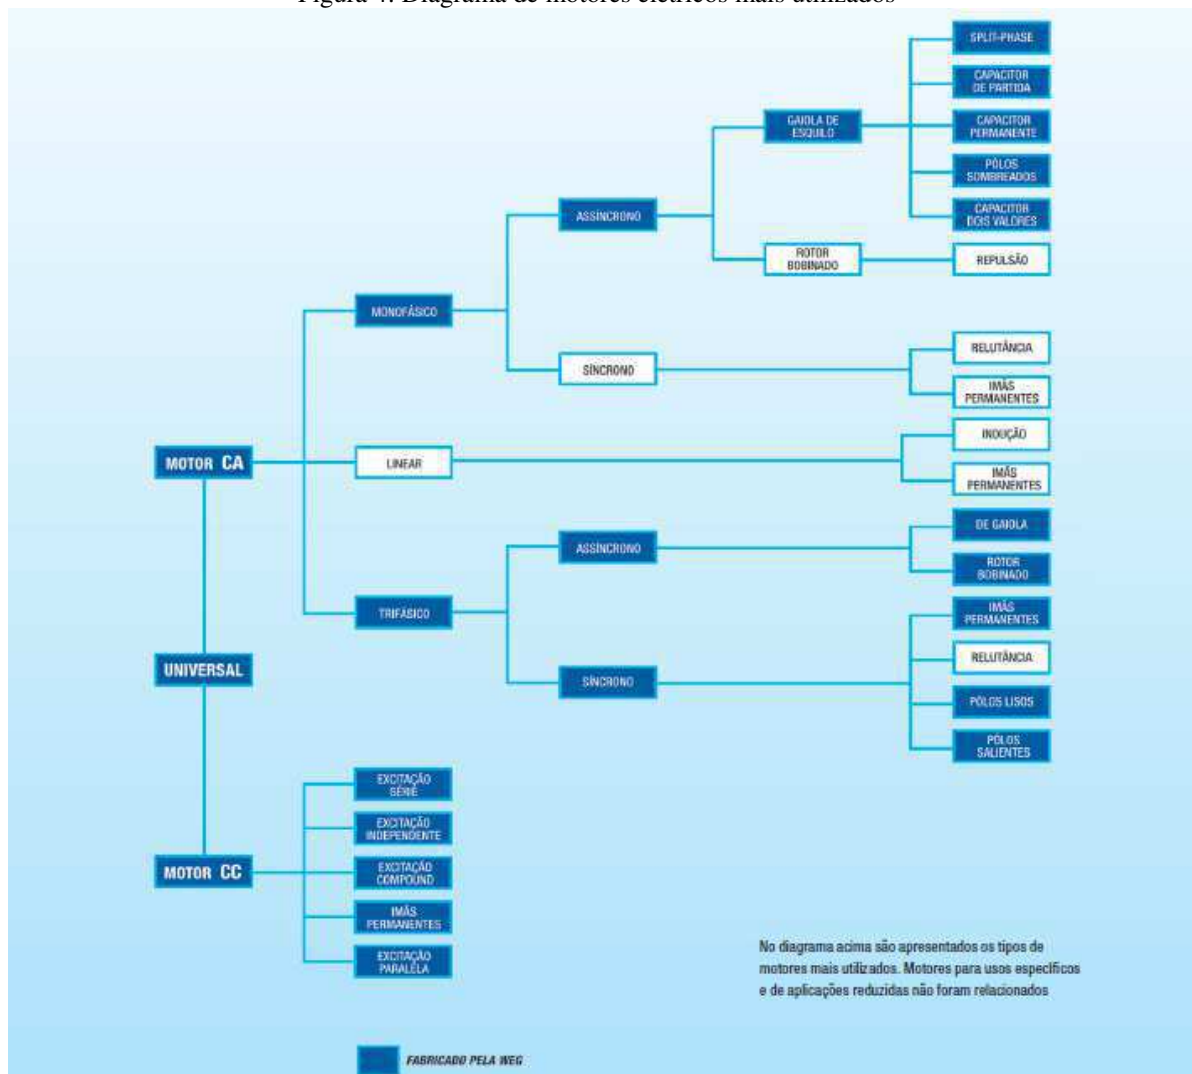 Figura 4: Diagrama de motores elétricos mais utilizados
SPLIT-PHASE
CAPACITOR
DE PARTIDA
GAIOLA DE
ESQUILO
CAPACITOR
PERMANENTE
PÓLOS
SOMBREADOS
ASSÍNCRONO
CAPACITOR
DOIS VALORES
ROTOR
BOBINADO
REPULSÃO
MONOFÁSICO
RELUTÂNCIA
SÍNCRONO
IMÃS
PERMANENTES
INDUÇÃO
MOTOR CA
LINEAR
IMÃS
PERMANENTES
DE GAIOLA
ASSÍNCRONO
ROTOR
BOBINADO
TRIFÁSICO
IMÃS
PERMANENTES
RELUTÂNCIA
UNIVERSAL
SÍNCRONO
PÓLOS LISOS
PÓLOS
SALIENTES
EXCITAÇÃO
SÉRIE
EXCITAÇÃO
INDEPENDENTE
MOTOR CC
EXCITAÇÃO
COMPOUND
IMÃS
PERMANENTES
EXCITAÇÃO
PARALELA
No diagrama acima são apresentados os tipos de
motores mais utilizados. Motores para usos específicos
e de aplicações reduzidas não foram relacionados
FABRICADO PELA WEG